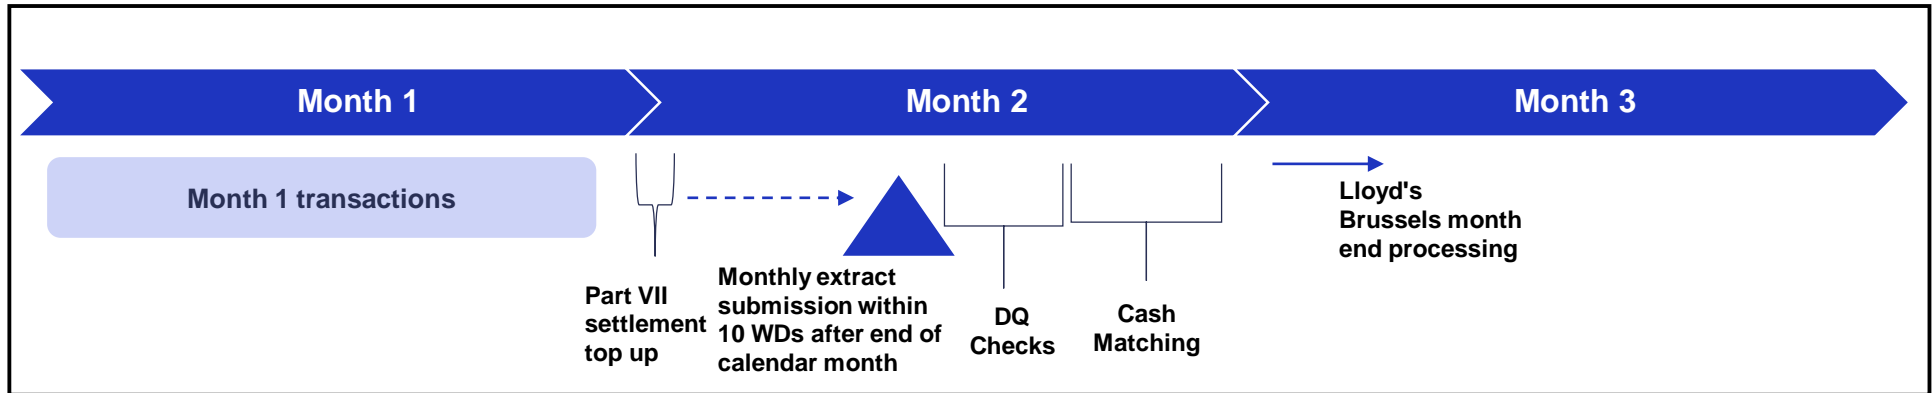 Month 1
Month 2
Month 3
Month 1 transactions
Part VII
settlement
top up
Monthly extract
submission within
10 WDs after end of
calendar month
DQ
Checks
Cash
Matching
Lloyd's
Brussels month
end processing